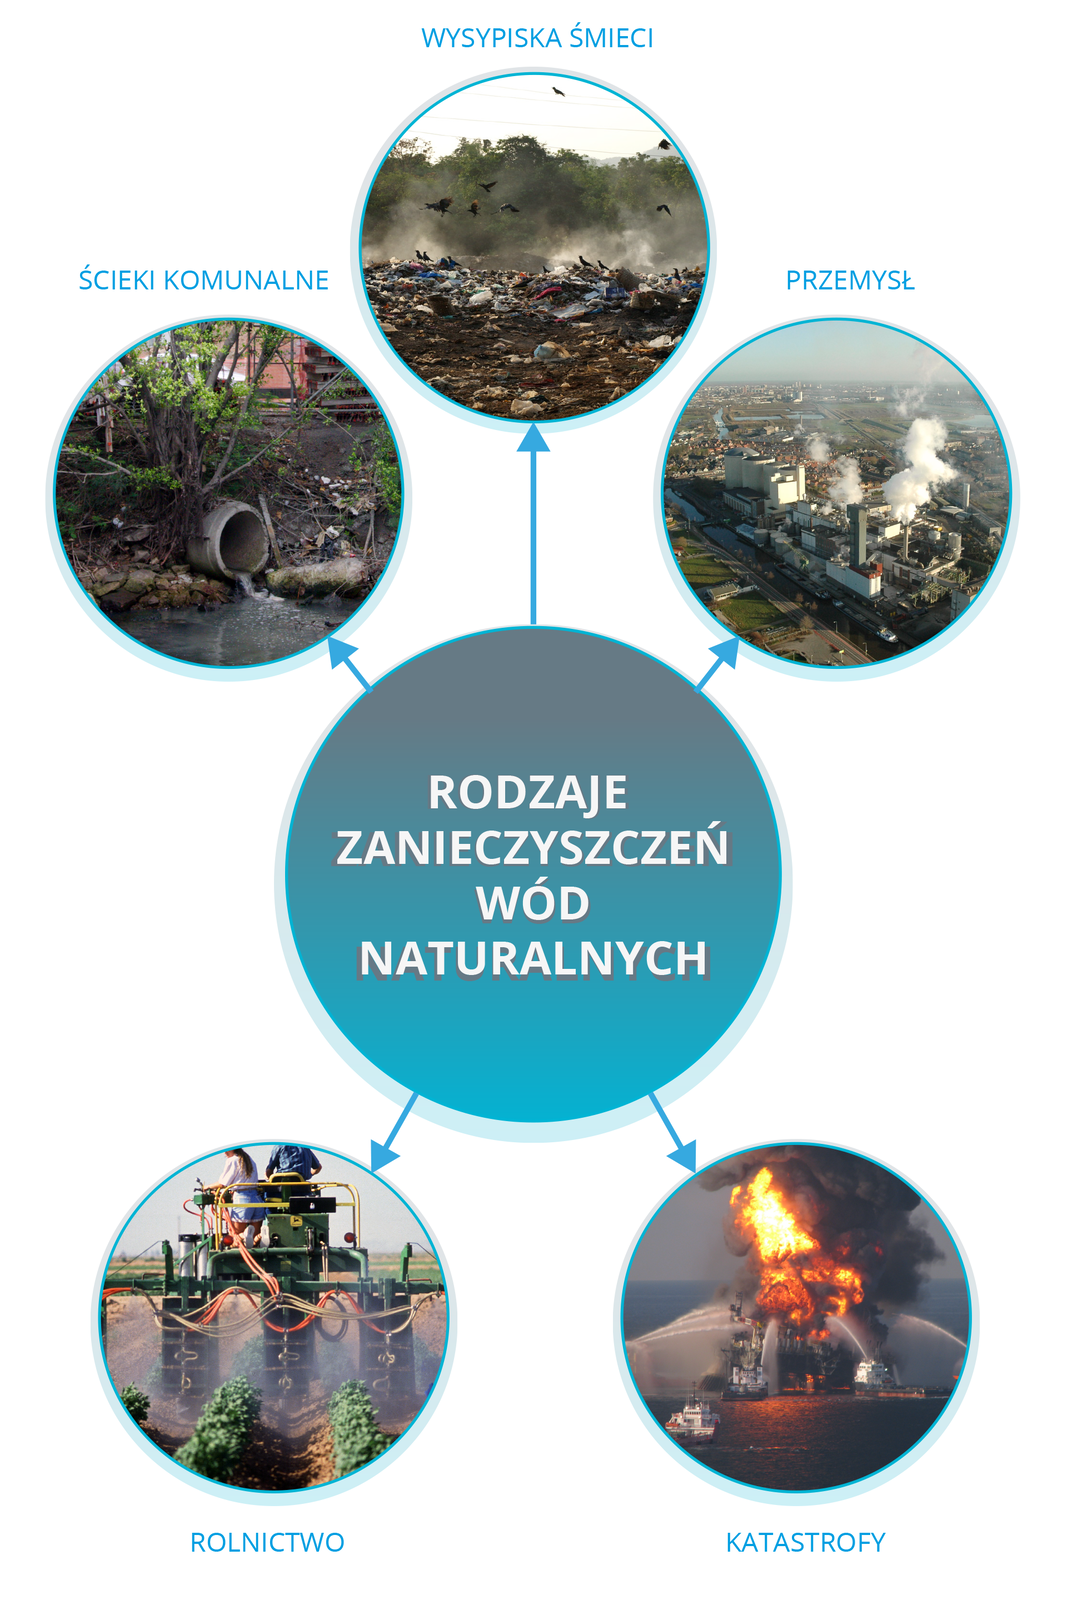 WYSYPISKA ŚMIECI
ŚCIEKI KOMUNALNE
PRZEMYSŁ
RODZAJE
ZANIECZYSZCZEŃ
WÓD
NATURALNYCH
ROLNICTWO
KATASTROFY